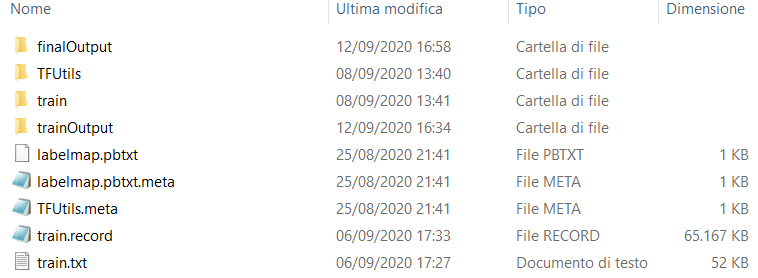 Nome Ultima modifica Tipo Dimensione
finalOutput 12/09/2020 16:58 Cartella di file
TFUtils 08/09/2020 13:40 Cartella di file
train 08/09/2020 13:41 Cartella di file
trainOutput 12/09/2020 16:34 Cartella di file
labelmap.pbtxt 25/08/2020 21:41 File PBTXT 1 KB
labelmap.pbtxt.meta 25/08/2020 21:41 File META 1 KB
TFUtils.meta 25/08/2020 21:41 File META 1 KB
train.record 06/09/2020 17:33 File RECORD 65.167 KB
train.txt 06/09/2020 17:27 Documento di testo 52 KB